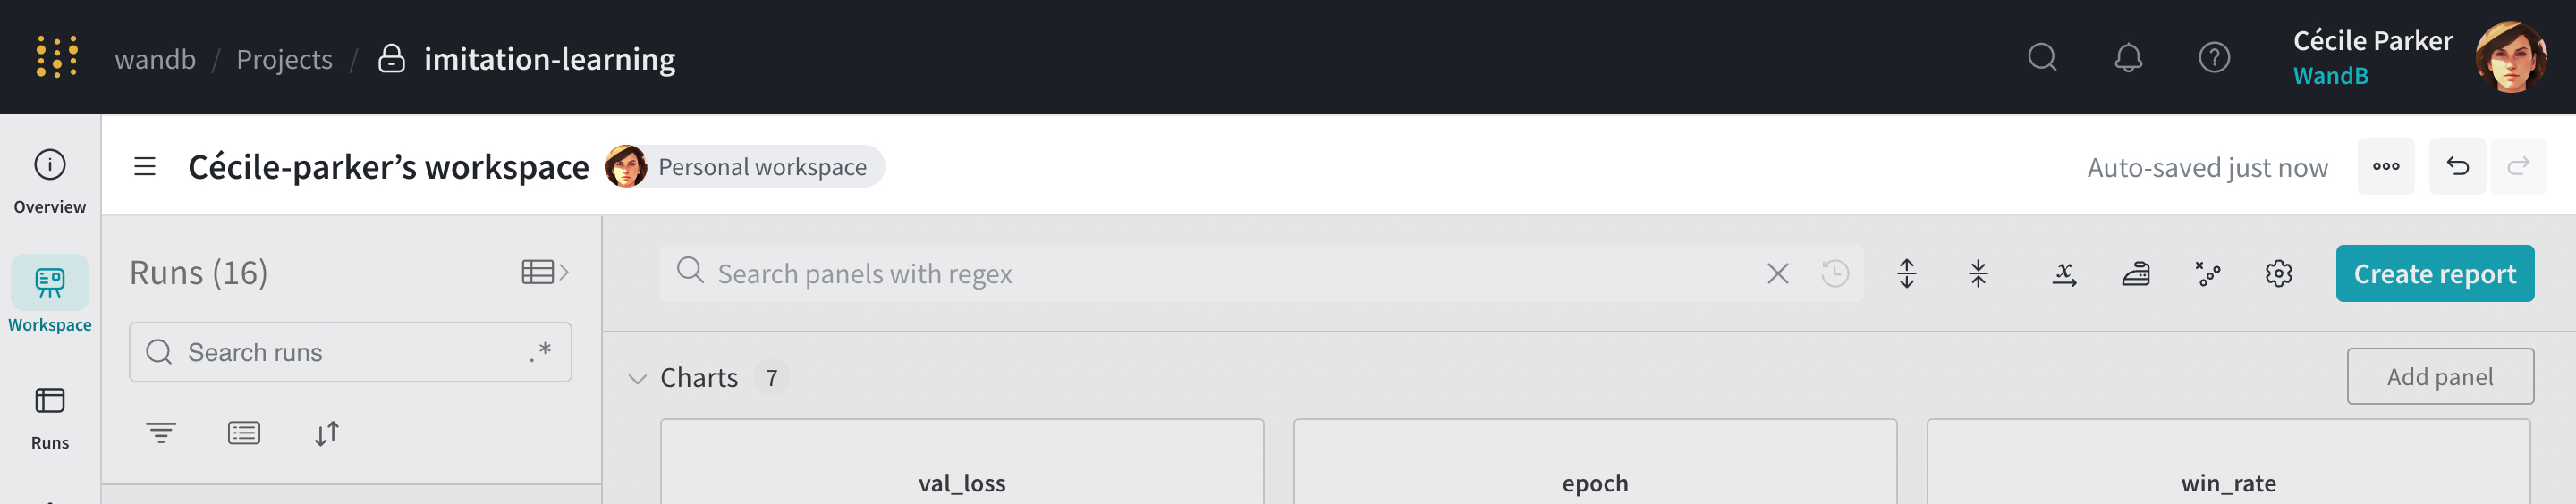 wandb / Projects / imitation-learning
Cécile Parker
WandB
Overview
Workspace
Runs
Cécile-parker’s workspace
Personal workspace
Auto-saved just now
Runs (16)
Search runs
.*
Search panels with regex
Create report
Charts 7
Add panel
val_loss
epoch
win_rate